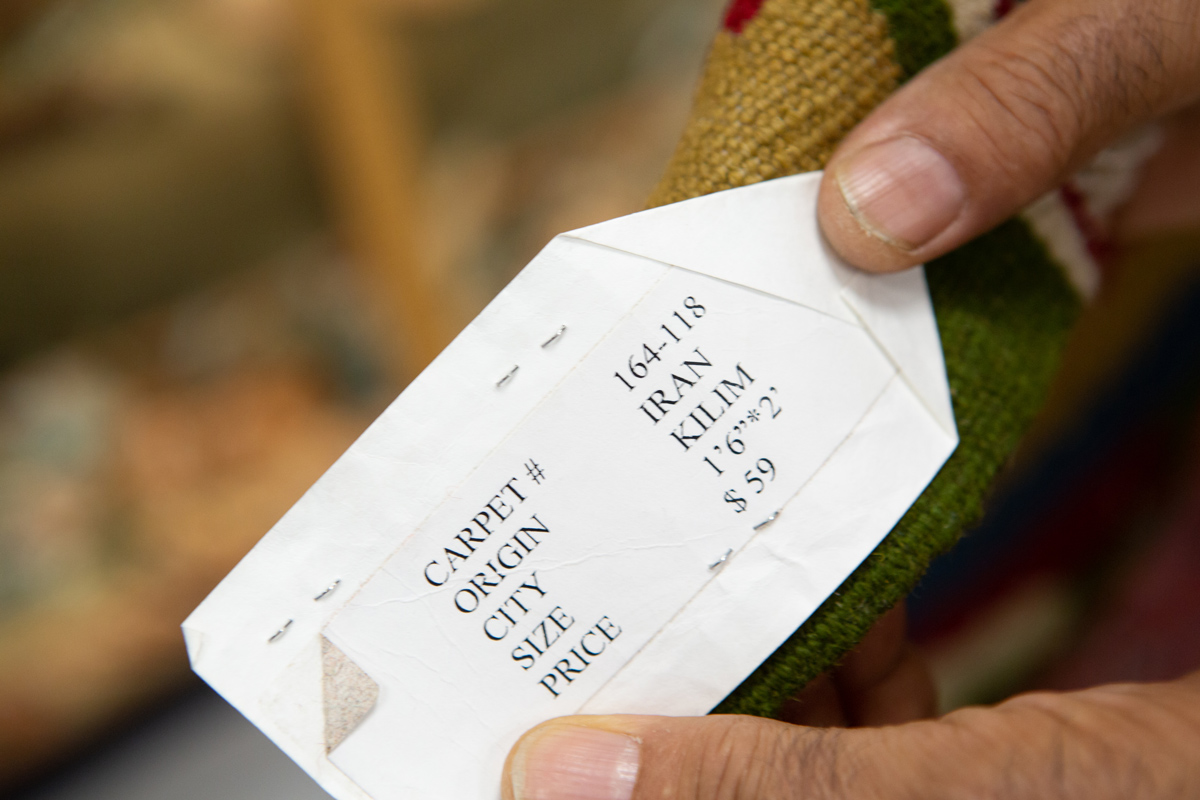 CARPET # 164-118
ORIGIN IRAN
CITY KILIM
SIZE 1'6”*2'
PRICE $ 59